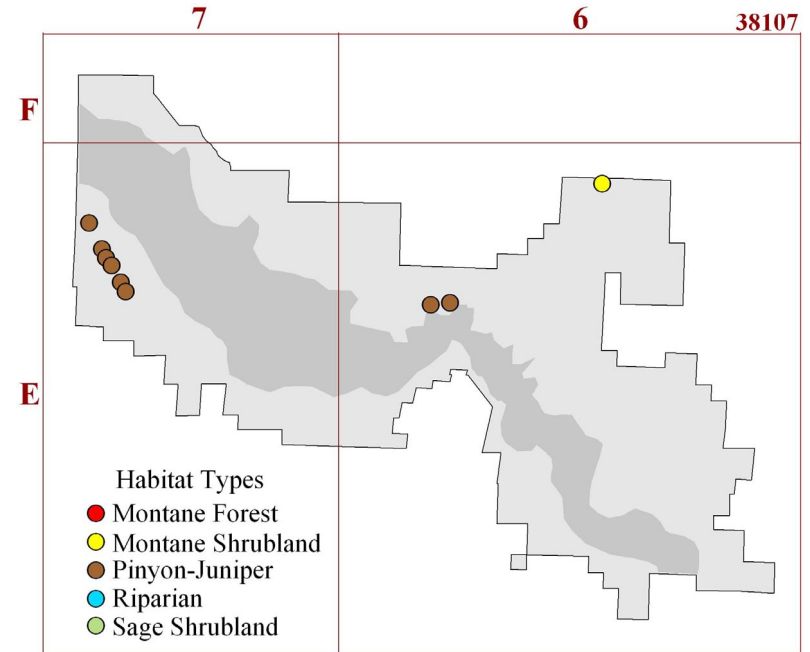 7 6 38107
F
E
Habitat Types
Montane Forest
Montane Shrubland
Pinyon-Juniper
Riparian
Sage Shrubland